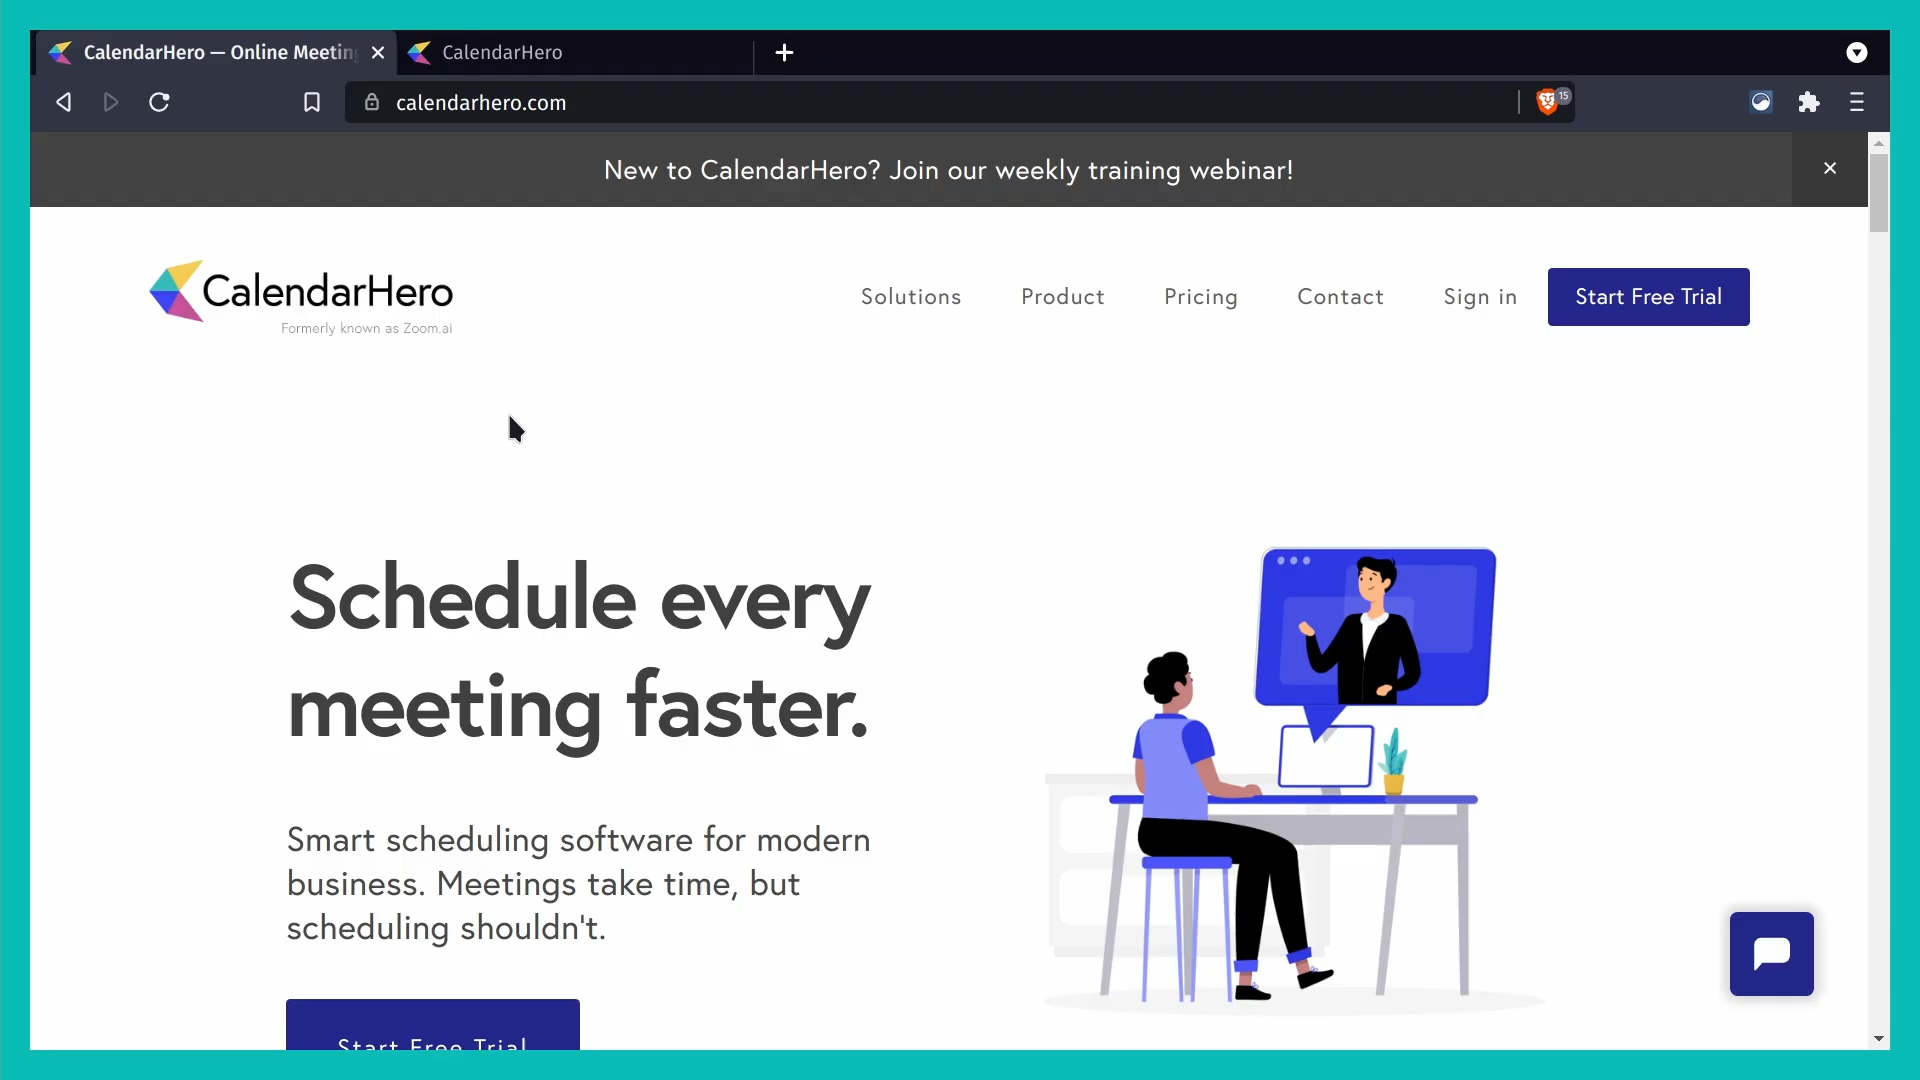 CalendarHero — Online Meeting
CalendarHero
calendarhero.com
15
New to CalendarHero? Join our weekly training webinar!
CalendarHero
Formerly known as Zoom.ai
Solutions
Product
Pricing
Contact
Sign in
Start Free Trial
Schedule every
meeting faster.
Smart scheduling software for modern
business. Meetings take time, but
scheduling shouldn't.
Start Free Trial